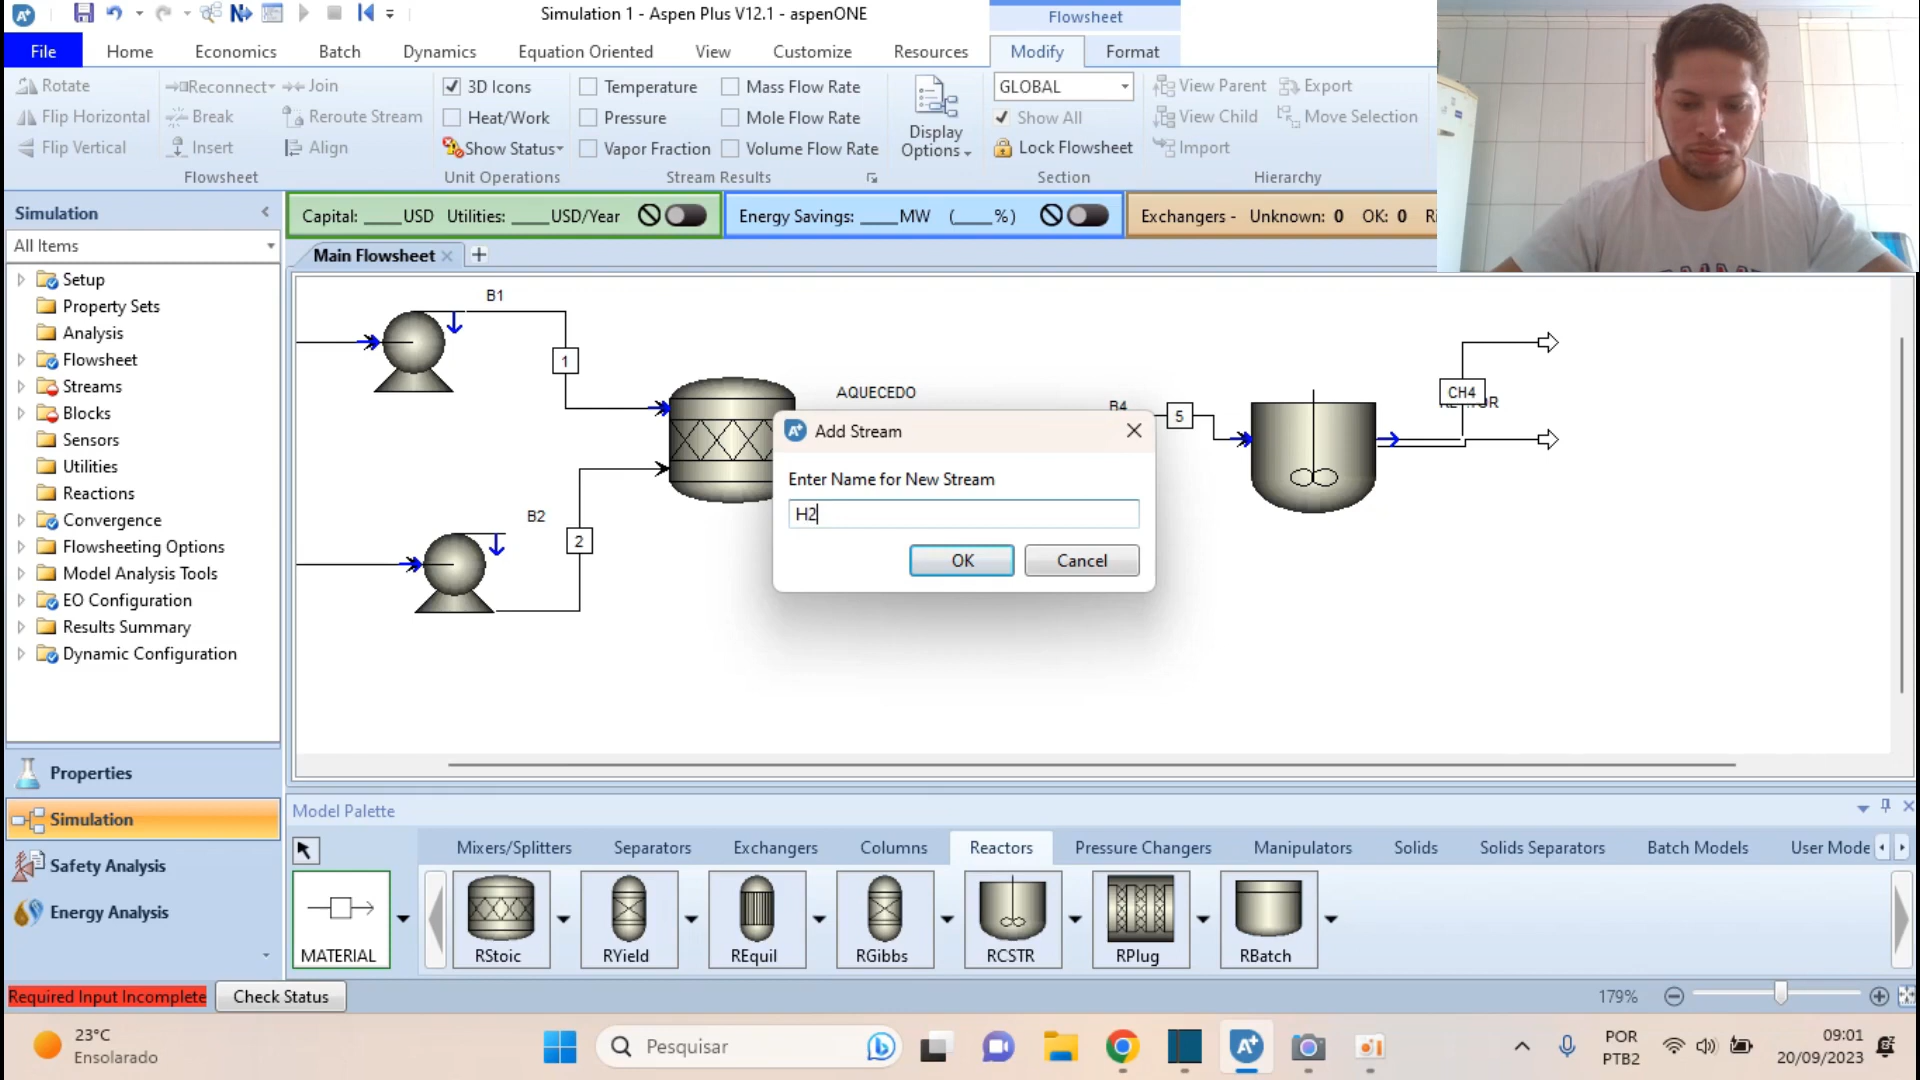 Simulation 1 - Aspen Plus V12.1 - aspenONE
Flowsheet
File Home Economics Batch Dynamics Equation Oriented View Customize Resources Modify Format
Rotate Reconnect Join 3D Icons Temperature Mass Flow Rate GLOBAL View Parent Export
Flip Horizontal Break Reroute Stream Heat/Work Pressure Mole Flow Rate Display Show All View Child Move Selection
Flip Vertical Insert Align Show Status Vapor Fraction Volume Flow Rate Options Lock Flowsheet Import
Flowsheet Unit Operations Stream Results Section Hierarchy
Simulation
Capital: ____USD Utilities: ____USD/Year Energy Savings: ____MW (____%) Exchangers - Unknown: 0 OK: 0
All Items
Main Flowsheet
Setup
Property Sets
Analysis
Flowsheet
Streams
Blocks
Sensors
Utilities
Reactions
Convergence
Flowsheeting Options
Model Analysis Tools
EO Configuration
Results Summary
Dynamic Configuration
B1
1
AQUECEDO
B4
5
CH4
B2
2
Add Stream
Enter Name for New Stream
H2
OK Cancel
Properties
Simulation
Safety Analysis
Energy Analysis
Model Palette
Mixers/Splitters Separators Exchangers Columns Reactors Pressure Changers Manipulators Solids Solids Separators Batch Models User Mode
MATERIAL RStoic RYield REquil RGibbs RCSTR RPlug RBatch
Required Input Incomplete Check Status 179%
23°C
Ensolarado
Pesquisar
POR
PTB2
09:01
20/09/2023